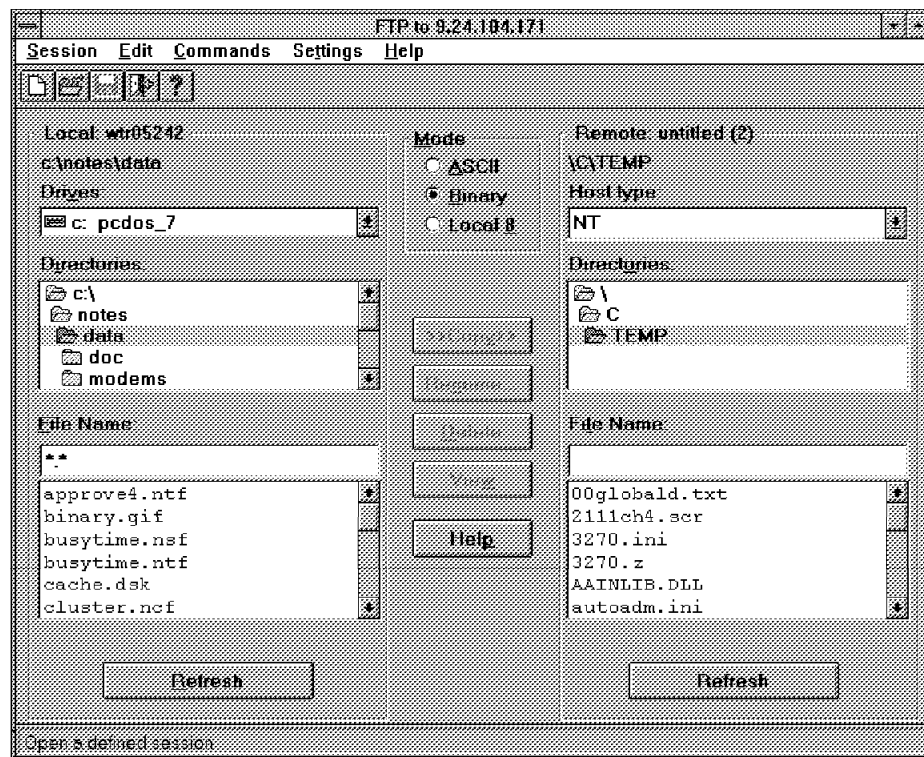 FTP to 9.24.104.171
Session Edit Commands Settings Help
?
Local: wtr05242
c:\notes\data
Drives:
c: pcdos_7
Directories:
c:\
notes
data
doc
modems
File Name:
*.*
approve4.ntf
binary.gif
busytime.nsf
busytime.ntf
cache.dsk
cluster.ncf
Refresh
Mode
ASCII
Binary
Local 8
Rename
Delete
View
Help
Remote: untitled (2)
\C\TEMP
Host type
NT
Directories:
\
C
TEMP
File Name:
00globald.txt
2111ch4.scr
3270.ini
3270.z
AAINLIB.DLL
autoadm.ini
Refresh
Open a defined session